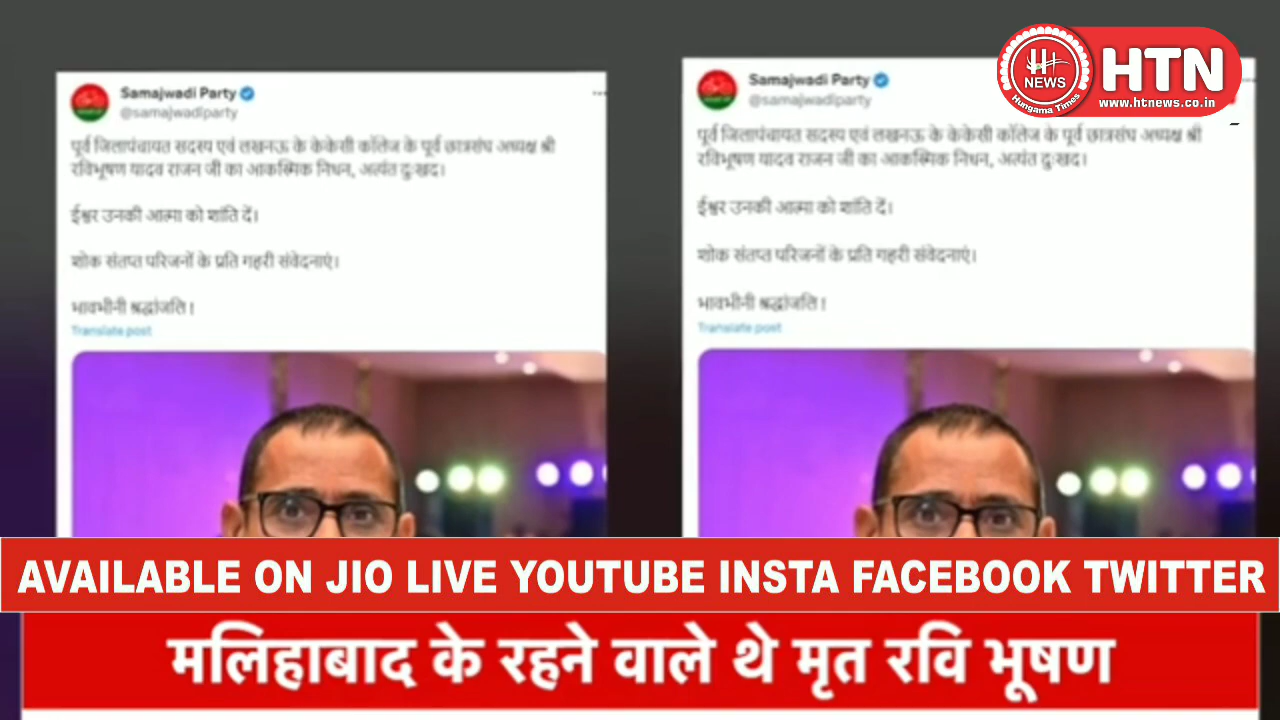 Samajwadi Party
@samajwadiparty
पूर्व जिलापंचायत सदस्य एवं लखनऊ के केकेसी कॉलेज के पूर्व छात्रसंघ अध्यक्ष श्री
रविभूषण यादव राजन जी का आकस्मिक निधन, अत्यंत दुःखद।
ईश्वर उनकी आत्मा को शांति दें।
शोक संतप्त परिजनों के प्रति गहरी संवेदनाएं।
भावभीनी श्रद्धांजलि !
Translate post
Samajwadi Party
@samajwadiparty
पूर्व जिलापंचायत सदस्य एवं लखनऊ के केकेसी कॉलेज के पूर्व छात्रसंघ अध्यक्ष श्री
रविभूषण यादव राजन जी का आकस्मिक निधन, अत्यंत दुःखद।
ईश्वर उनकी आत्मा को शांति दें।
शोक संतप्त परिजनों के प्रति गहरी संवेदनाएं।
भावभीनी श्रद्धांजलि !
Translate post
H
NEWS
Hungama Times
HTN
www.htnews.co.in
AVAILABLE ON JIO LIVE YOUTUBE INSTA FACEBOOK TWITTER
मलिहाबाद के रहने वाले थे मृत रवि भूषण